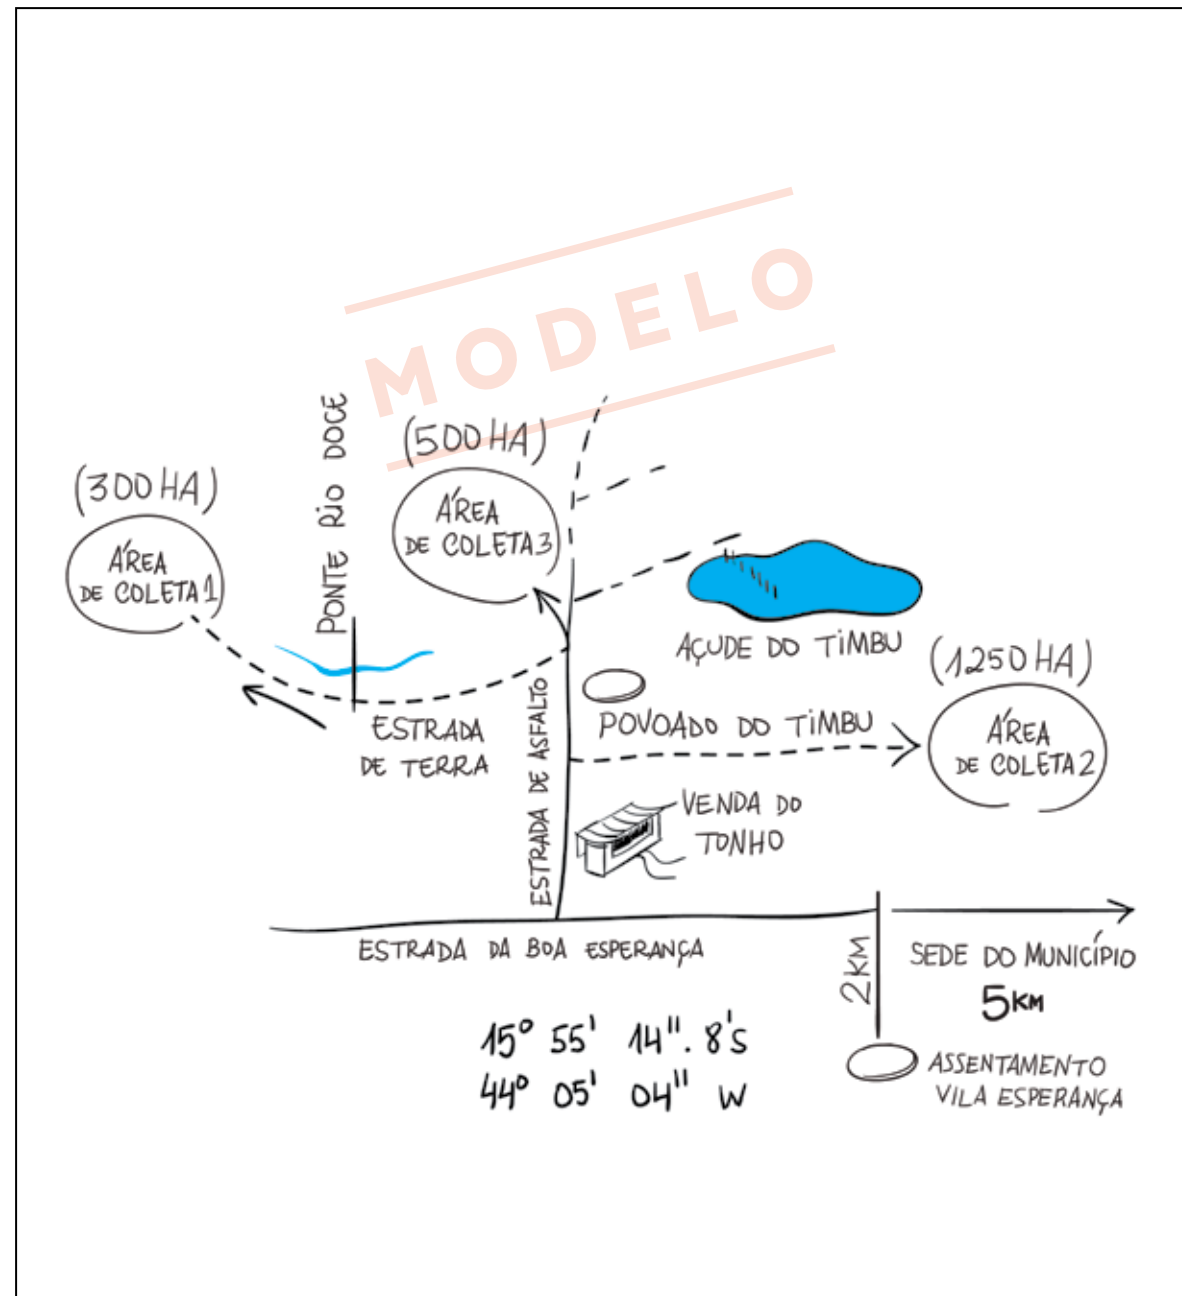 MODELO
(300 HA)
ÁREA
DE COLETA 1
PONTE RIO DOCE
(500 HA)
ÁREA
DE COLETA 3
AÇUDE DO TIMBU
(1250 HA)
ÁREA
DE COLETA 2
POVOADO DO TIMBU
ESTRADA
DE TERRA
ESTRADA DE ASFALTO
VENDA DO
TONHO
ESTRADA DA BOA ESPERANÇA
2KM
SEDE DO MUNICÍPIO
5KM
15° 55' 14". 8'S
44° 05' 04" W
ASSENTAMENTO
VILA ESPERANÇA